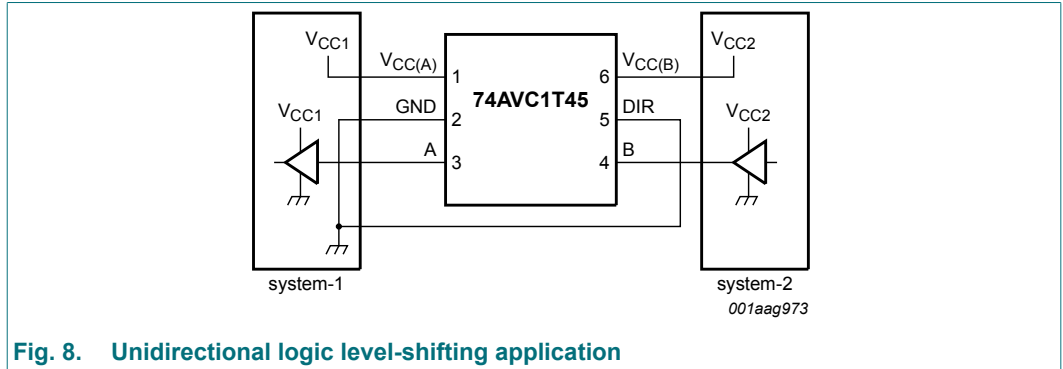 VCC1
VCC(A)
1
GND
2
VCC1
A
3
74AVC1T45
VCC2
VCC(B)
6
DIR
5
VCC2
B
4
system-1
system-2
001aag973
Fig. 8. Unidirectional logic level-shifting application